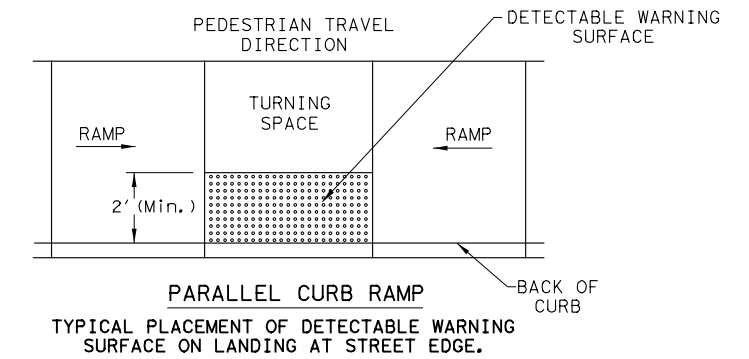 PEDESTRIAN TRAVEL
DIRECTION
DETECTABLE WARNING
SURFACE
TURNING
SPACE
RAMP
RAMP
2' (Min.)
BACK OF
CURB
PARALLEL CURB RAMP
TYPICAL PLACEMENT OF DETECTABLE WARNING
SURFACE ON LANDING AT STREET EDGE.